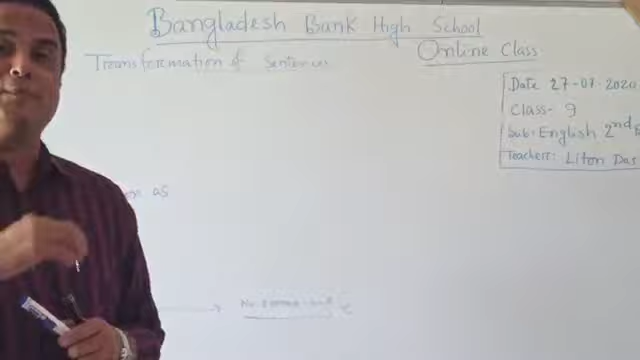 Bangladesh Bank High School
Online Class
Transformation of Sentences
Date 27-07-2020
Class- 9
Sub: English 2nd
Teacher: Liton Das
as